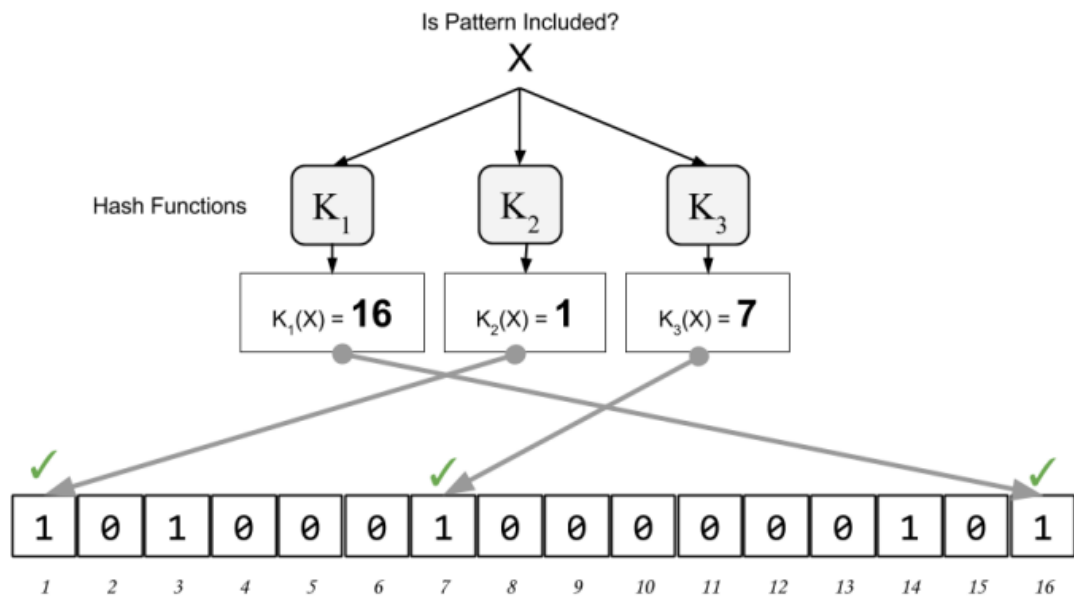 Is Pattern Included?
X
Hash Functions
K₁ K₂ K₃
K₁(X) = 16 K₂(X) = 1 K₃(X) = 7
✓ ✓ ✓
1 0 1 0 0 0 1 0 0 0 0 0 0 1 0 1
1 2 3 4 5 6 7 8 9 10 11 12 13 14 15 16